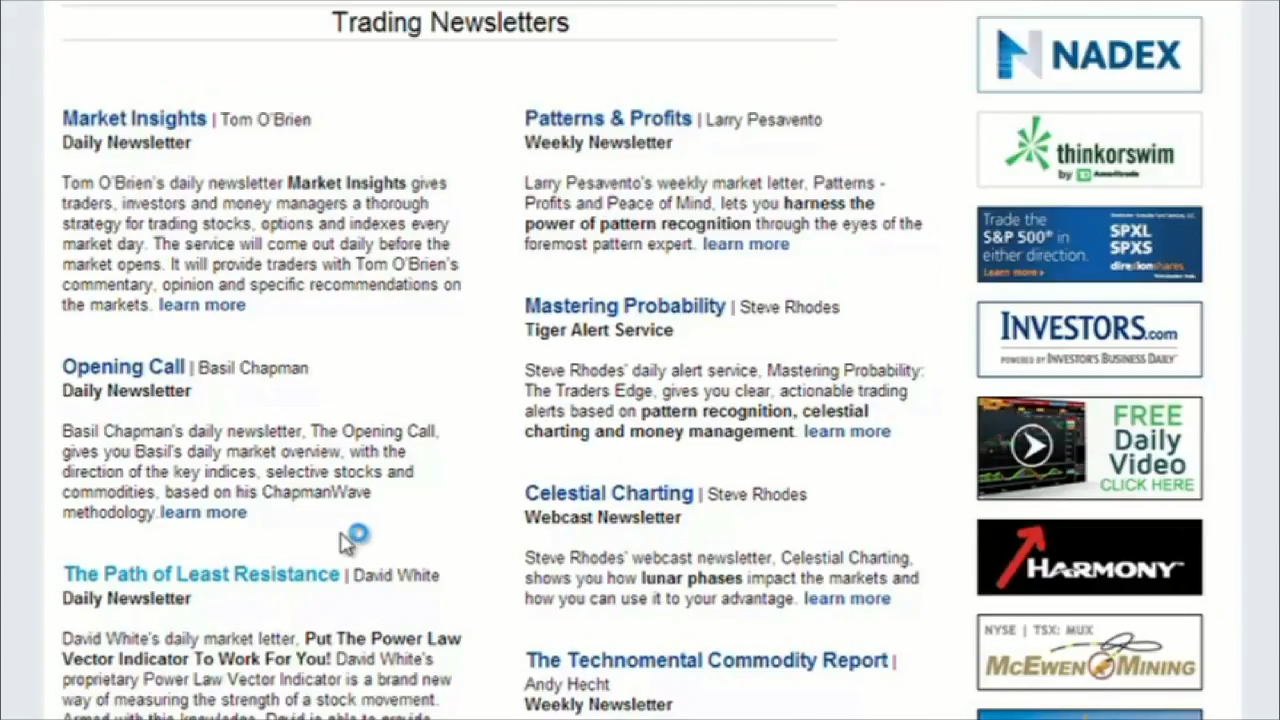 Trading Newsletters
Market Insights | Tom O'Brien
Daily Newsletter
Tom O'Brien's daily newsletter Market Insights gives
traders, investors and money managers a thorough
strategy for trading stocks, options and indexes every
market day. The service will come out daily before the
market opens. It will provide traders with Tom O'Brien's
commentary, opinion and specific recommendations on
the markets. learn more
Opening Call | Basil Chapman
Daily Newsletter
Basil Chapman's daily newsletter, The Opening Call,
gives you Basil's daily market overview, with the
direction of the key indices, selective stocks and
commodities, based on his ChapmanWave
methodology.learn more
The Path of Least Resistance | David White
Daily Newsletter
David White's daily market letter, Put The Power Law
Vector Indicator To Work For You! David White's
proprietary Power Law Vector Indicator is a brand new
way of measuring the strength of a stock movement.
Patterns & Profits | Larry Pesavento
Weekly Newsletter
Larry Pesavento's weekly market letter, Patterns -
Profits and Peace of Mind, lets you harness the
power of pattern recognition through the eyes of the
foremost pattern expert. learn more
Mastering Probability | Steve Rhodes
Tiger Alert Service
Steve Rhodes' daily alert service, Mastering Probability:
The Traders Edge, gives you clear, actionable trading
alerts based on pattern recognition, celestial
charting and money management. learn more
Celestial Charting | Steve Rhodes
Webcast Newsletter
Steve Rhodes' webcast newsletter, Celestial Charting,
shows you how lunar phases impact the markets and
how you can use it to your advantage. learn more
The Technomental Commodity Report |
Andy Hecht
Weekly Newsletter
NADEX
thinkorswim
by TD Ameritrade
Trade the
S&P 500® in
either direction.
Learn more
SPXL
SPXS
direxionshares
INVESTORS.com
POWERED BY INVESTOR'S BUSINESS DAILY
FREE
Daily
Video
CLICK HERE
HARMONY
NYSE | TSX: MUX
MCEWEN MINING